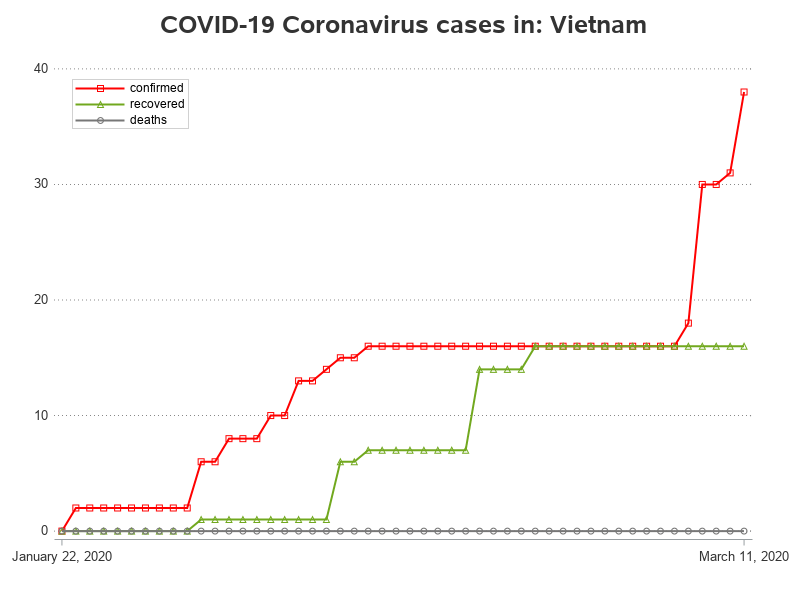 COVID-19 Coronavirus cases in: Vietnam
40
confirmed
recovered
deaths
30
20
10
0
January 22, 2020
March 11, 2020